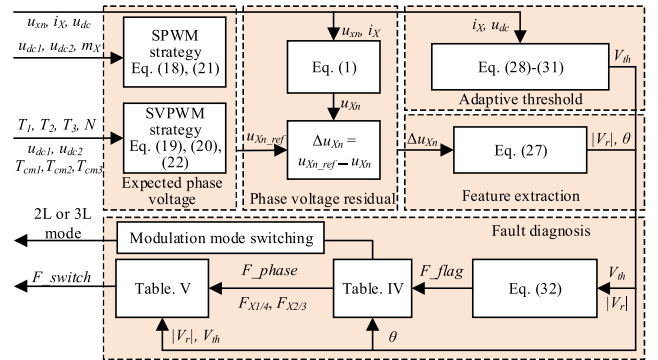 u_xn, i_X, u_dc
u_dc1, u_dc2, m_X
SPWM
strategy
Eq. (18), (21)
T_1, T_2, T_3, N
u_dc1, u_dc2
T_cm1,T_cm2,T_cm3
SVPWM
strategy
Eq. (19), (20),
(22)
Expected phase
voltage
u_xn, i_X
Eq. (1)
u_Xn
u_Xn_ref
Δu_Xn =
u_Xn_ref – u_Xn
Phase voltage residual
i_X, u_dc
Eq. (28)-(31)
V_th
Adaptive threshold
Δu_Xn
Eq. (27)
|V_r|, θ
Feature extraction
2L or 3L
mode
Modulation mode switching
Fault diagnosis
F_switch
Table. V
F_phase
F_X1/4, F_X2/3
Table. IV
F_flag
Eq. (32)
V_th
|V_r|
|V_r|, V_th
θ